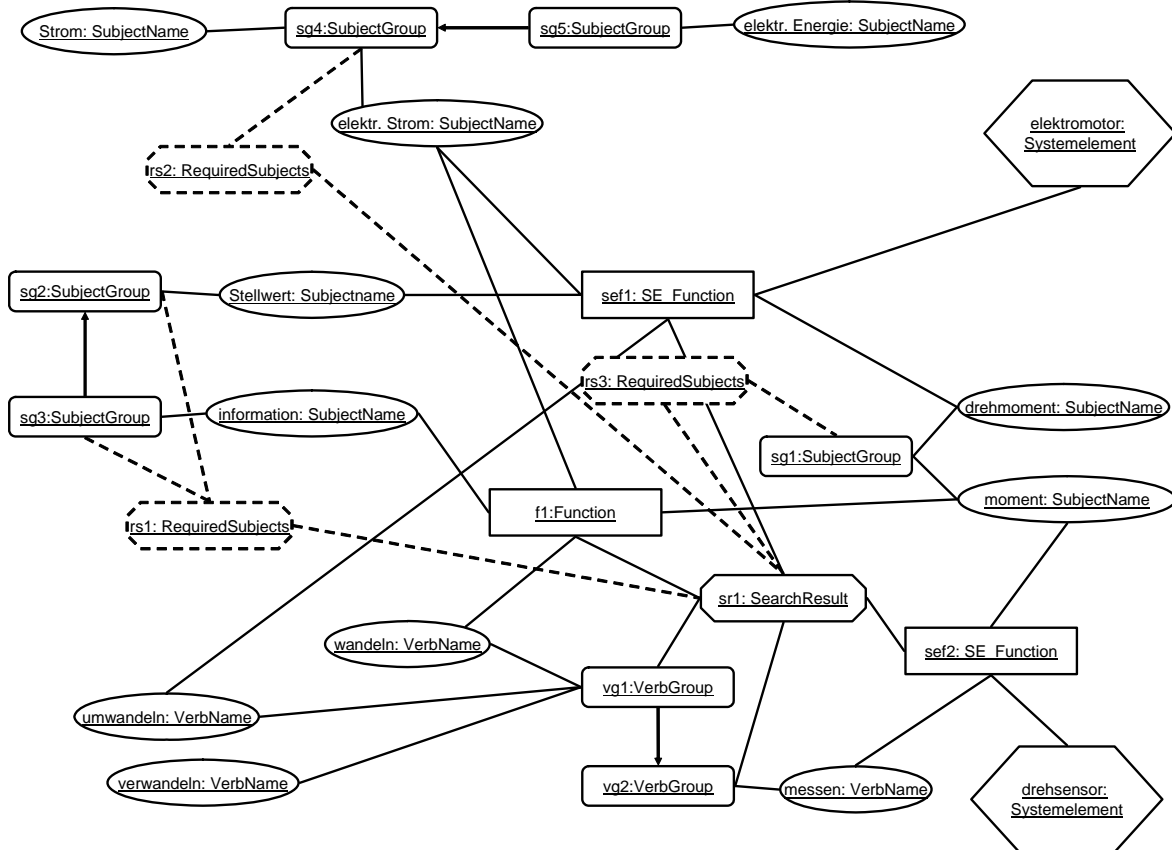 Strom: SubjectName
sg4:SubjectGroup
sg5:SubjectGroup
elektr. Energie: SubjectName
elektr. Strom: SubjectName
elektromotor:
Systemelement
rs2: RequiredSubjects
sg2:SubjectGroup
Stellwert: Subjectname
sef1: SE_Function
rs3: RequiredSubjects
sg3:SubjectGroup
information: SubjectName
drehmoment: SubjectName
sg1:SubjectGroup
moment: SubjectName
rs1: RequiredSubjects
f1:Function
sr1: SearchResult
wandeln: VerbName
sef2: SE_Function
vg1:VerbGroup
umwandeln: VerbName
verwandeln: VerbName
vg2:VerbGroup
messen: VerbName
drehsensor:
Systemelement